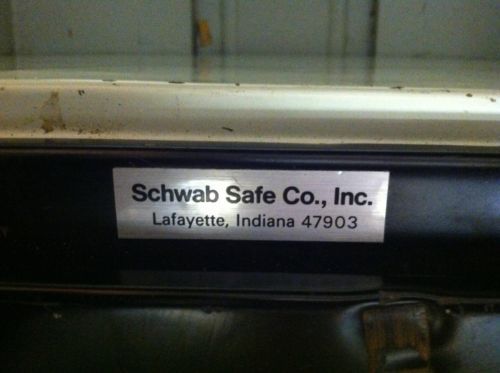 Schwab Safe Co., Inc.
Lafayette, Indiana 47903